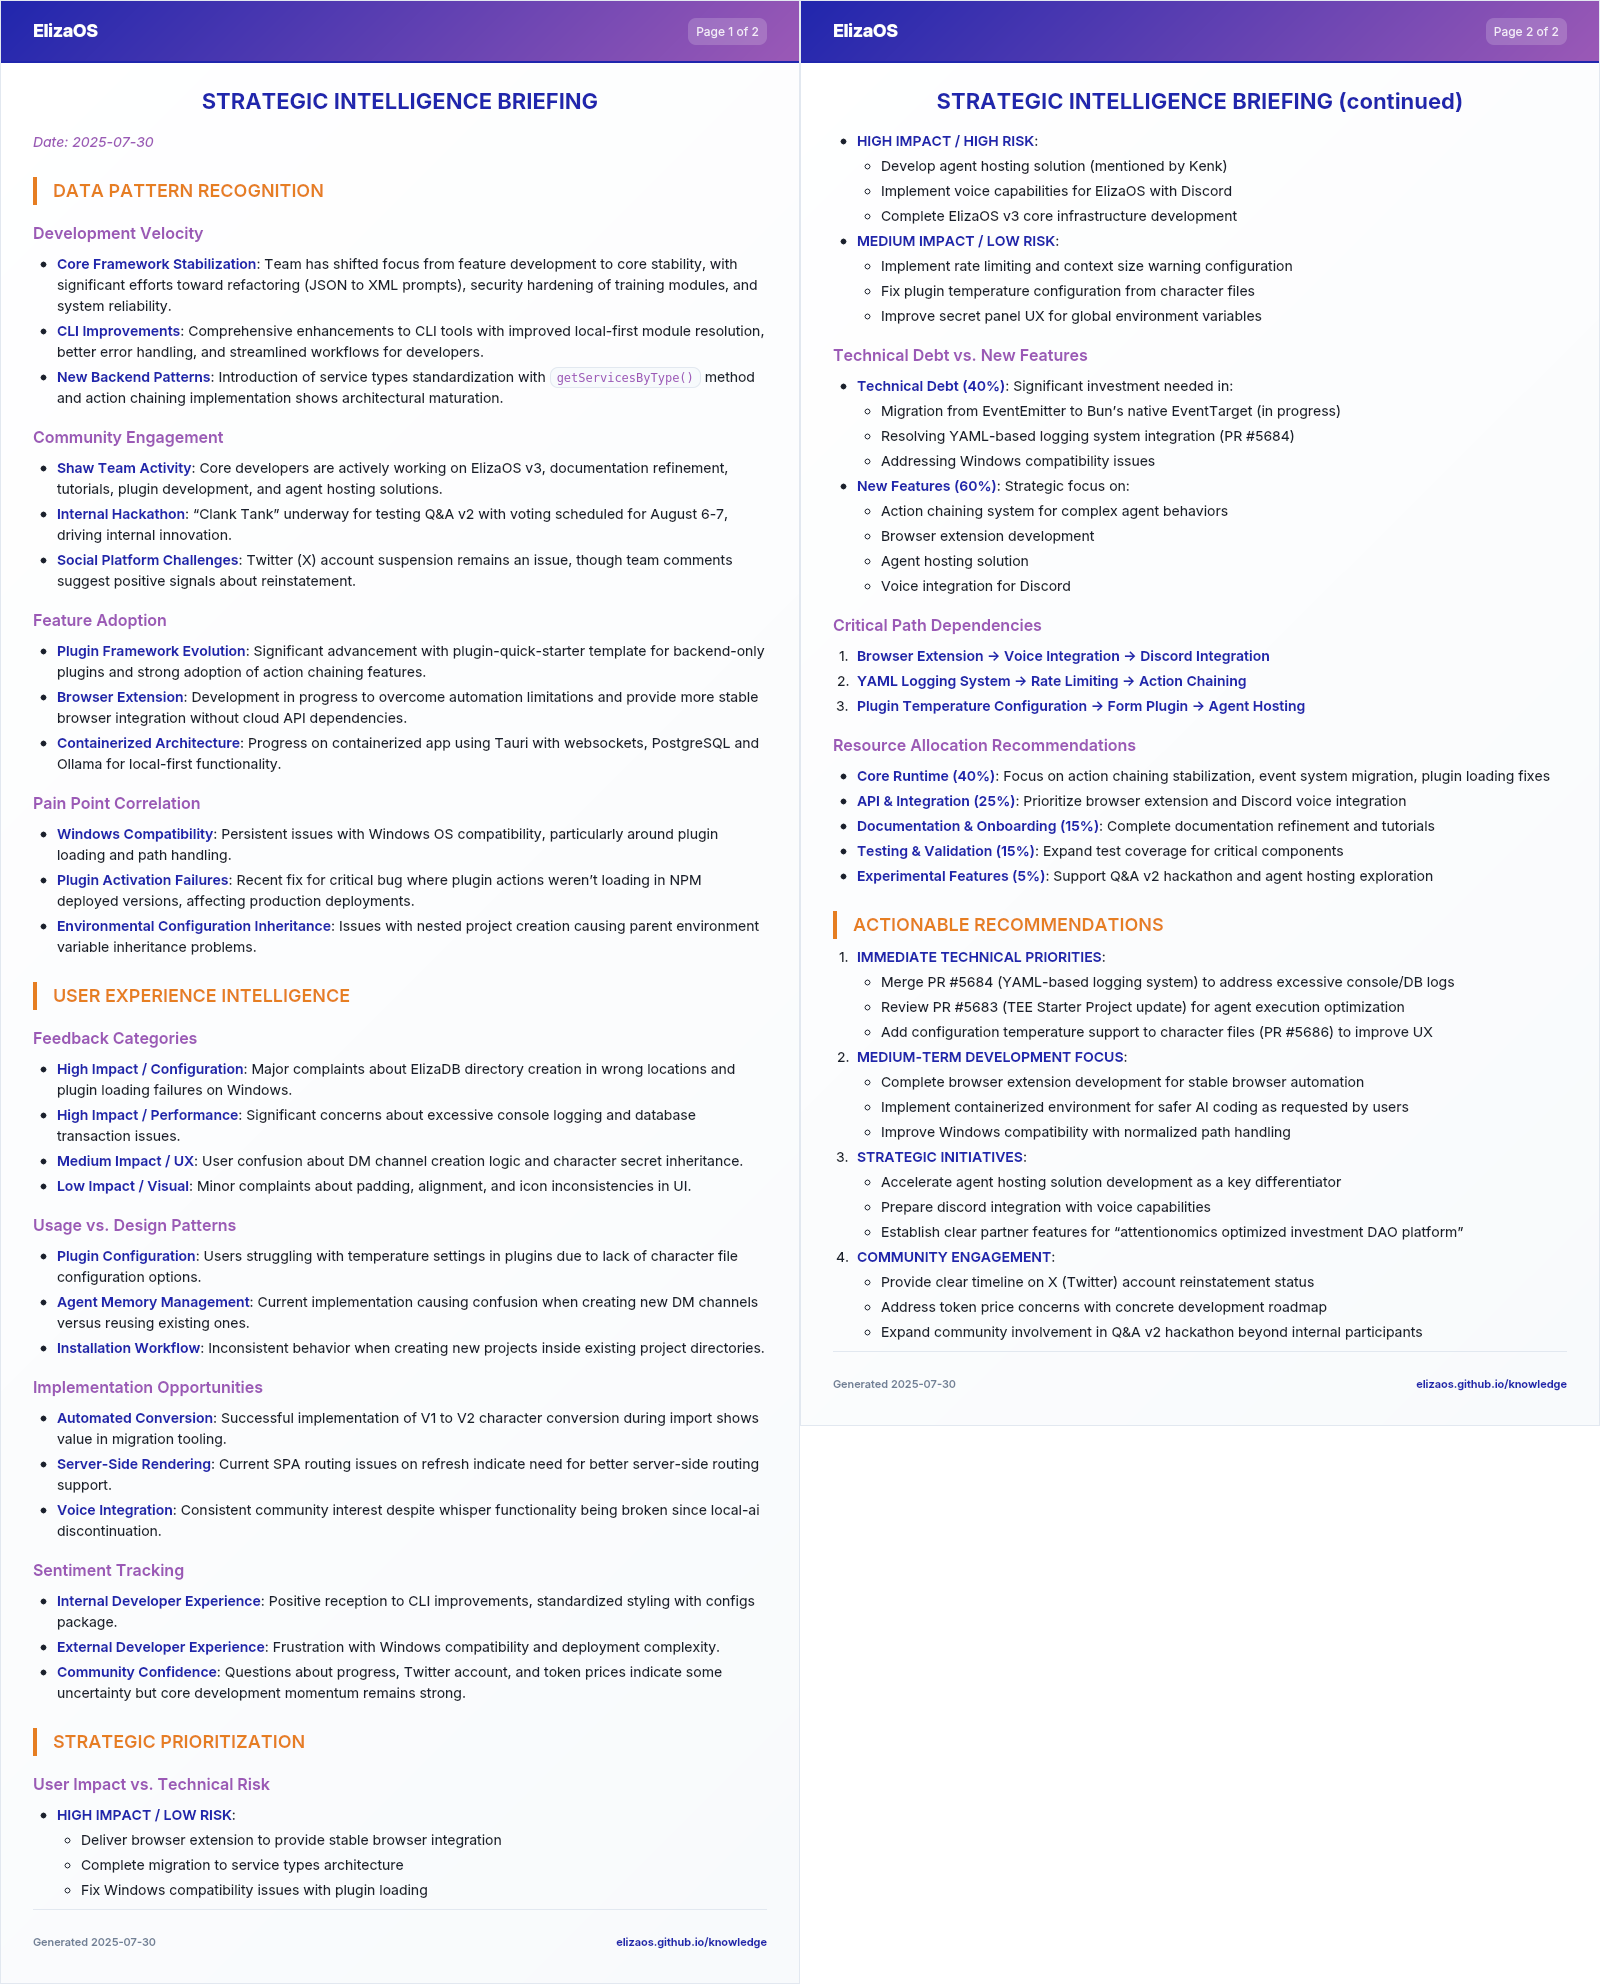 ElizaOS
Page 1 of 2
STRATEGIC INTELLIGENCE BRIEFING
Date: 2025-07-30
DATA PATTERN RECOGNITION
Development Velocity
• Core Framework Stabilization: Team has shifted focus from feature development to core stability, with
significant efforts toward refactoring (JSON to XML prompts), security hardening of training modules, and
system reliability.
• CLI Improvements: Comprehensive enhancements to CLI tools with improved local-first module resolution,
better error handling, and streamlined workflows for developers.
• New Backend Patterns: Introduction of service types standardization with getServicesByType() method
and action chaining implementation shows architectural maturation.
Community Engagement
• Shaw Team Activity: Core developers are actively working on ElizaOS v3, documentation refinement,
tutorials, plugin development, and agent hosting solutions.
• Internal Hackathon: “Clank Tank” underway for testing Q&A v2 with voting scheduled for August 6-7,
driving internal innovation.
• Social Platform Challenges: Twitter (X) account suspension remains an issue, though team comments
suggest positive signals about reinstatement.
Feature Adoption
• Plugin Framework Evolution: Significant advancement with plugin-quick-starter template for backend-only
plugins and strong adoption of action chaining features.
• Browser Extension: Development in progress to overcome automation limitations and provide more stable
browser integration without cloud API dependencies.
• Containerized Architecture: Progress on containerized app using Tauri with websockets, PostgreSQL and
Ollama for local-first functionality.
Pain Point Correlation
• Windows Compatibility: Persistent issues with Windows OS compatibility, particularly around plugin
loading and path handling.
• Plugin Activation Failures: Recent fix for critical bug where plugin actions weren’t loading in NPM
deployed versions, affecting production deployments.
• Environmental Configuration Inheritance: Issues with nested project creation causing parent environment
variable inheritance problems.
USER EXPERIENCE INTELLIGENCE
Feedback Categories
• High Impact / Configuration: Major complaints about ElizaDB directory creation in wrong locations and
plugin loading failures on Windows.
• High Impact / Performance: Significant concerns about excessive console logging and database
transaction issues.
• Medium Impact / UX: User confusion about DM channel creation logic and character secret inheritance.
• Low Impact / Visual: Minor complaints about padding, alignment, and icon inconsistencies in UI.
Usage vs. Design Patterns
• Plugin Configuration: Users struggling with temperature settings in plugins due to lack of character file
configuration options.
• Agent Memory Management: Current implementation causing confusion when creating new DM channels
versus reusing existing ones.
• Installation Workflow: Inconsistent behavior when creating new projects inside existing project directories.
Implementation Opportunities
• Automated Conversion: Successful implementation of V1 to V2 character conversion during import shows
value in migration tooling.
• Server-Side Rendering: Current SPA routing issues on refresh indicate need for better server-side routing
support.
• Voice Integration: Consistent community interest despite whisper functionality being broken since local-ai
discontinuation.
Sentiment Tracking
• Internal Developer Experience: Positive reception to CLI improvements, standardized styling with configs
package.
• External Developer Experience: Frustration with Windows compatibility and deployment complexity.
• Community Confidence: Questions about progress, Twitter account, and token prices indicate some
uncertainty but core development momentum remains strong.
STRATEGIC PRIORITIZATION
User Impact vs. Technical Risk
• HIGH IMPACT / LOW RISK:
◦ Deliver browser extension to provide stable browser integration
◦ Complete migration to service types architecture
◦ Fix Windows compatibility issues with plugin loading
Generated 2025-07-30
elizaos.github.io/knowledge
ElizaOS
Page 2 of 2
STRATEGIC INTELLIGENCE BRIEFING (continued)
• HIGH IMPACT / HIGH RISK:
◦ Develop agent hosting solution (mentioned by Kenk)
◦ Implement voice capabilities for ElizaOS with Discord
◦ Complete ElizaOS v3 core infrastructure development
• MEDIUM IMPACT / LOW RISK:
◦ Implement rate limiting and context size warning configuration
◦ Fix plugin temperature configuration from character files
◦ Improve secret panel UX for global environment variables
Technical Debt vs. New Features
• Technical Debt (40%): Significant investment needed in:
◦ Migration from EventEmitter to Bun’s native EventTarget (in progress)
◦ Resolving YAML-based logging system integration (PR #5684)
◦ Addressing Windows compatibility issues
• New Features (60%): Strategic focus on:
◦ Action chaining system for complex agent behaviors
◦ Browser extension development
◦ Agent hosting solution
◦ Voice integration for Discord
Critical Path Dependencies
1. Browser Extension → Voice Integration → Discord Integration
2. YAML Logging System → Rate Limiting → Action Chaining
3. Plugin Temperature Configuration → Form Plugin → Agent Hosting
Resource Allocation Recommendations
• Core Runtime (40%): Focus on action chaining stabilization, event system migration, plugin loading fixes
• API & Integration (25%): Prioritize browser extension and Discord voice integration
• Documentation & Onboarding (15%): Complete documentation refinement and tutorials
• Testing & Validation (15%): Expand test coverage for critical components
• Experimental Features (5%): Support Q&A v2 hackathon and agent hosting exploration
ACTIONABLE RECOMMENDATIONS
1. IMMEDIATE TECHNICAL PRIORITIES:
◦ Merge PR #5684 (YAML-based logging system) to address excessive console/DB logs
◦ Review PR #5683 (TEE Starter Project update) for agent execution optimization
◦ Add configuration temperature support to character files (PR #5686) to improve UX
2. MEDIUM-TERM DEVELOPMENT FOCUS:
◦ Complete browser extension development for stable browser automation
◦ Implement containerized environment for safer AI coding as requested by users
◦ Improve Windows compatibility with normalized path handling
3. STRATEGIC INITIATIVES:
◦ Accelerate agent hosting solution development as a key differentiator
◦ Prepare discord integration with voice capabilities
◦ Establish clear partner features for “attentionomics optimized investment DAO platform”
4. COMMUNITY ENGAGEMENT:
◦ Provide clear timeline on X (Twitter) account reinstatement status
◦ Address token price concerns with concrete development roadmap
◦ Expand community involvement in Q&A v2 hackathon beyond internal participants
Generated 2025-07-30
elizaos.github.io/knowledge